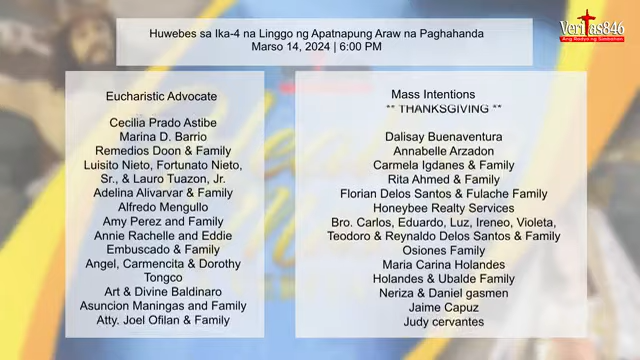 Huwebes sa Ika-4 na Linggo ng Apatnapung Araw na Paghahanda
Marso 14, 2024 | 6:00 PM
Veritas846
Ang Radyo ng Simbahan
Eucharistic Advocate
Cecilia Prado Astibe
Marina D. Barrio
Remedios Doon & Family
Luisito Nieto, Fortunato Nieto,
Sr., & Lauro Tuazon, Jr.
Adelina Alivarvar & Family
Alfredo Mengullo
Amy Perez and Family
Annie Rachelle and Eddie
Embuscado & Family
Angel, Carmencita & Dorothy
Tongco
Art & Divine Baldinaro
Asuncion Maningas and Family
Atty. Joel Ofilan & Family
Mass Intentions
** THANKSGIVING **
Dalisay Buenaventura
Annabelle Arzadon
Carmela Igdanes & Family
Rita Ahmed & Family
Florian Delos Santos & Fulache Family
Honeybee Realty Services
Bro. Carlos, Eduardo, Luz, Ireneo, Violeta,
Teodoro & Reynaldo Delos Santos & Family
Osiones Family
Maria Carina Holandes
Holandes & Ubalde Family
Neriza & Daniel gasmen
Jaime Capuz
Judy cervantes